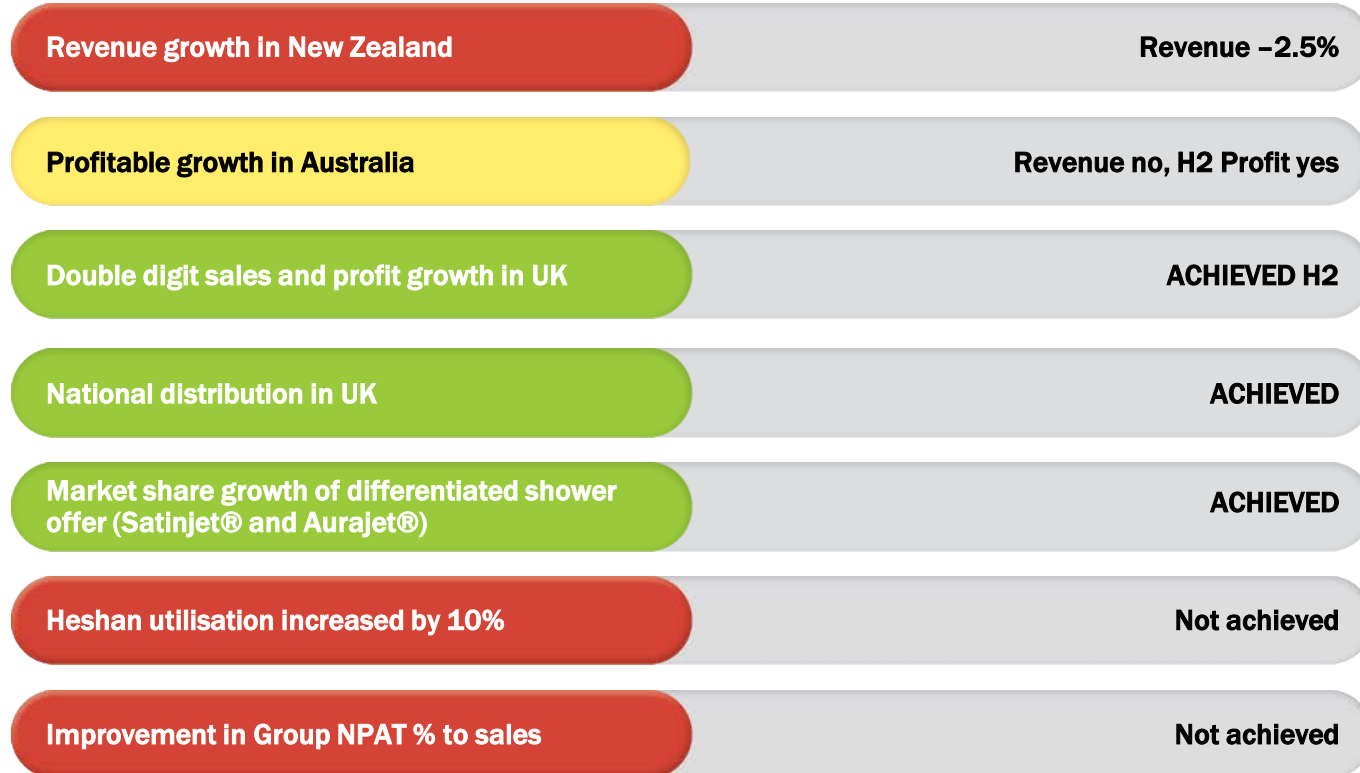 Revenue growth in New Zealand
Revenue –2.5%
Profitable growth in Australia
Revenue no, H2 Profit yes
Double digit sales and profit growth in UK
ACHIEVED H2
National distribution in UK
ACHIEVED
Market share growth of differentiated shower
offer (Satinjet® and Aurajet®)
ACHIEVED
Heshan utilisation increased by 10%
Not achieved
Improvement in Group NPAT % to sales
Not achieved